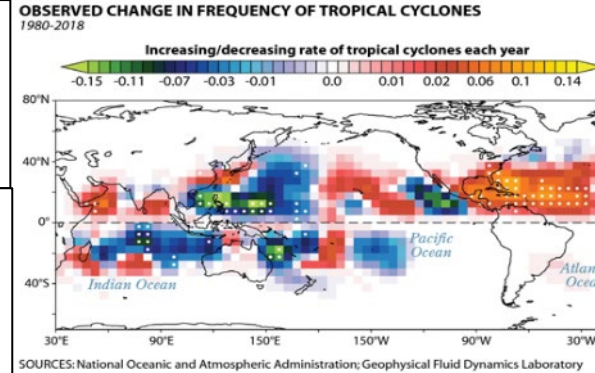 OBSERVED CHANGE IN FREQUENCY OF TROPICAL CYCLONES
1980-2018
Increasing/decreasing rate of tropical cyclones each year
-0.15 -0.11 -0.07 -0.03 -0.01 0.0 0.01 0.02 0.06 0.1 0.14
80°N
40°N
0°
40°S
Pacific
Ocean
Indian Ocean
Atlan
Ocea
30°E 90°E 150°E 150°W 90°W 30°W
SOURCES: National Oceanic and Atmospheric Administration; Geophysical Fluid Dynamics Laboratory